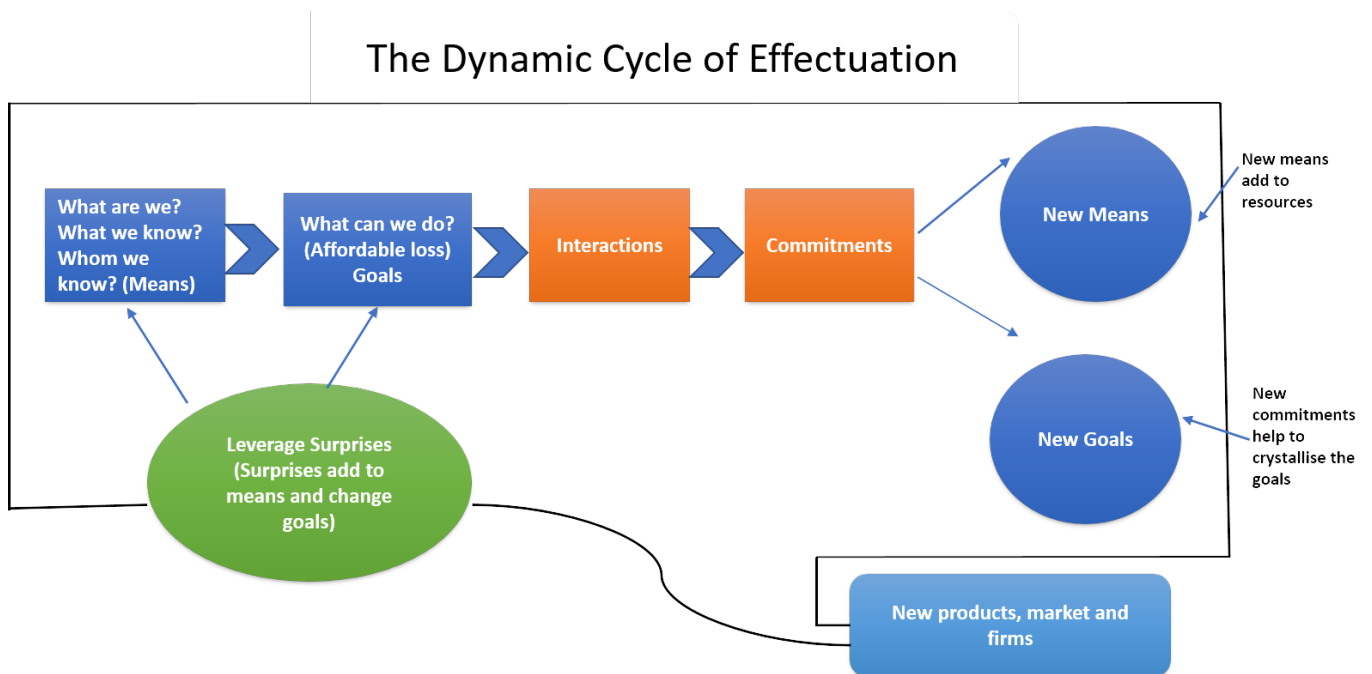 The Dynamic Cycle of Effectuation
What are we?
What we know?
Whom we
know? (Means)
What can we do?
(Affordable loss)
Goals
Interactions
Commitments
New Means
New means
add to
resources
New Goals
New
commitments
help to
crystallise the
goals
Leverage Surprises
(Surprises add to
means and change
goals)
New products, market and
firms